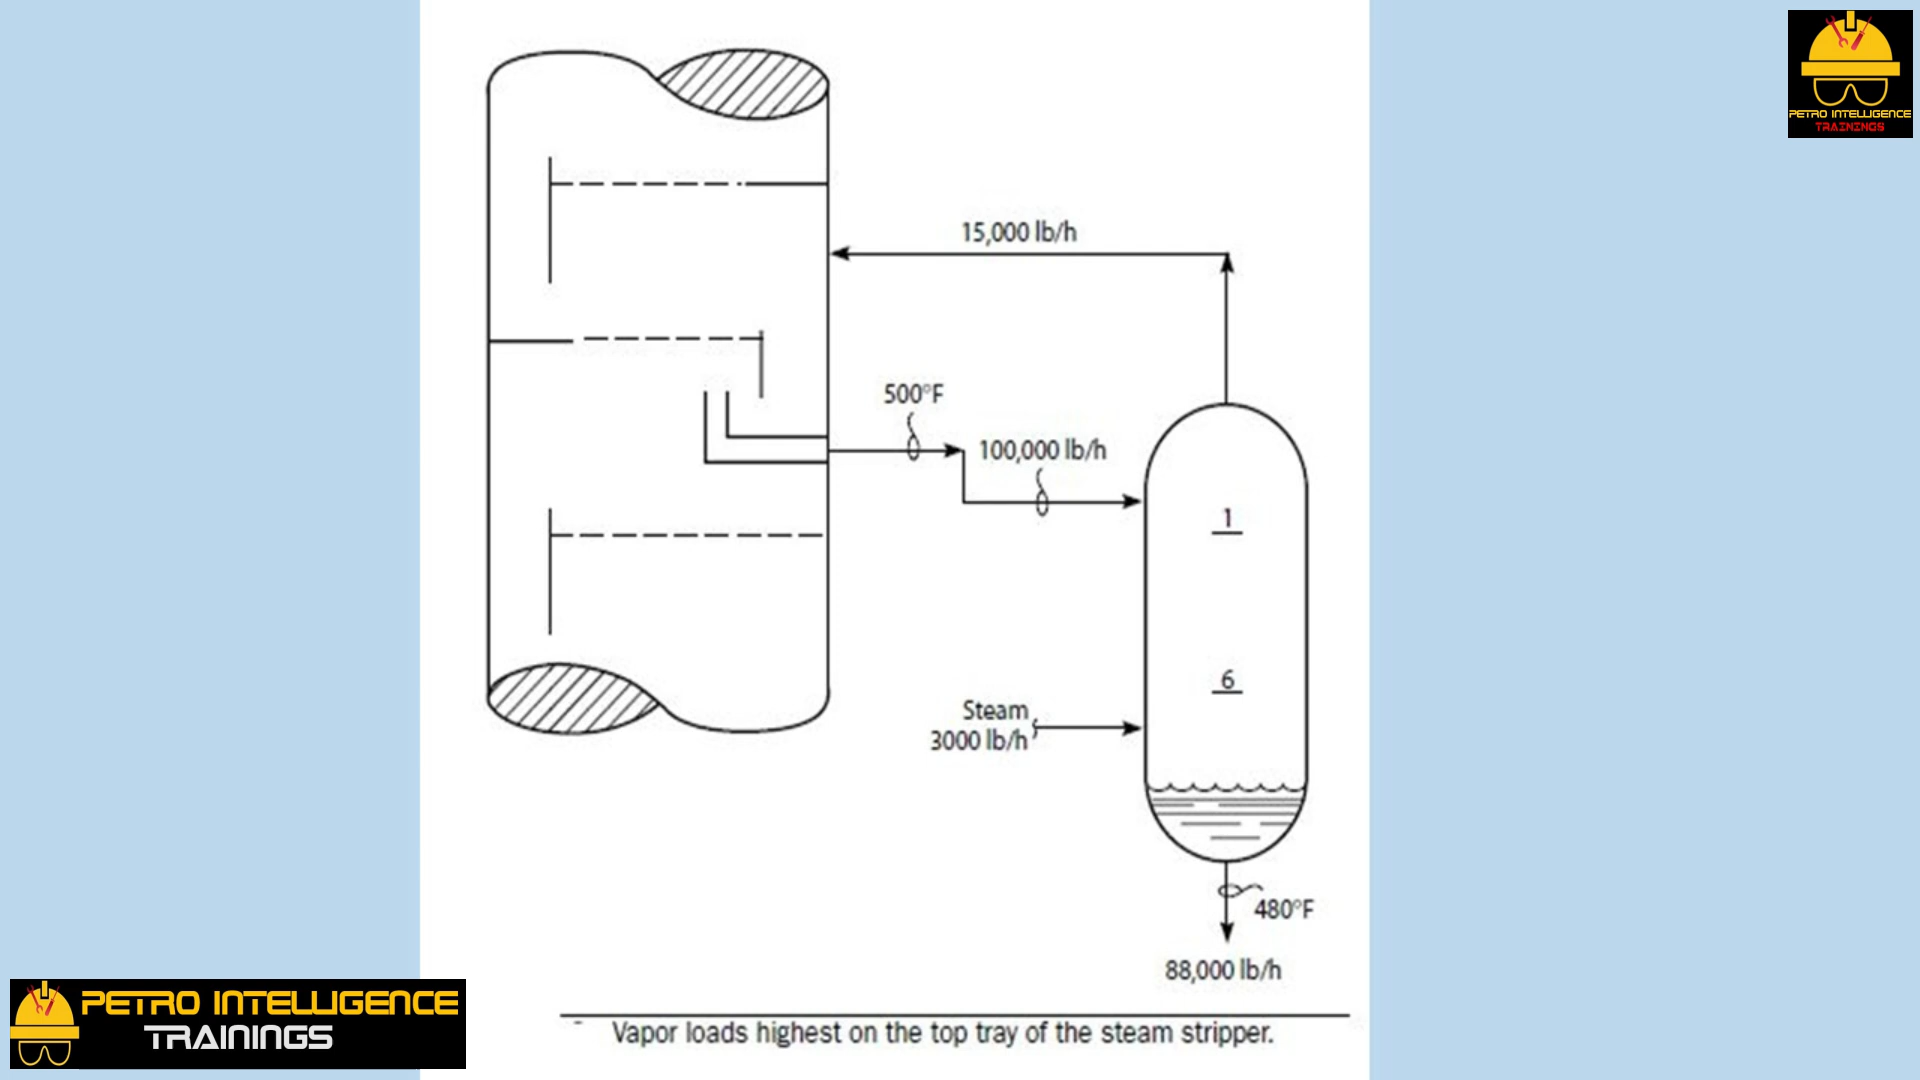 PETRO INTELLIGENCE
TRAININGS
15,000 lb/h
500°F
100,000 lb/h
1
6
Steam
3000 lb/h
480°F
88,000 lb/h
PETRO INTELLIGENCE
TRAININGS
Vapor loads highest on the top tray of the steam stripper.